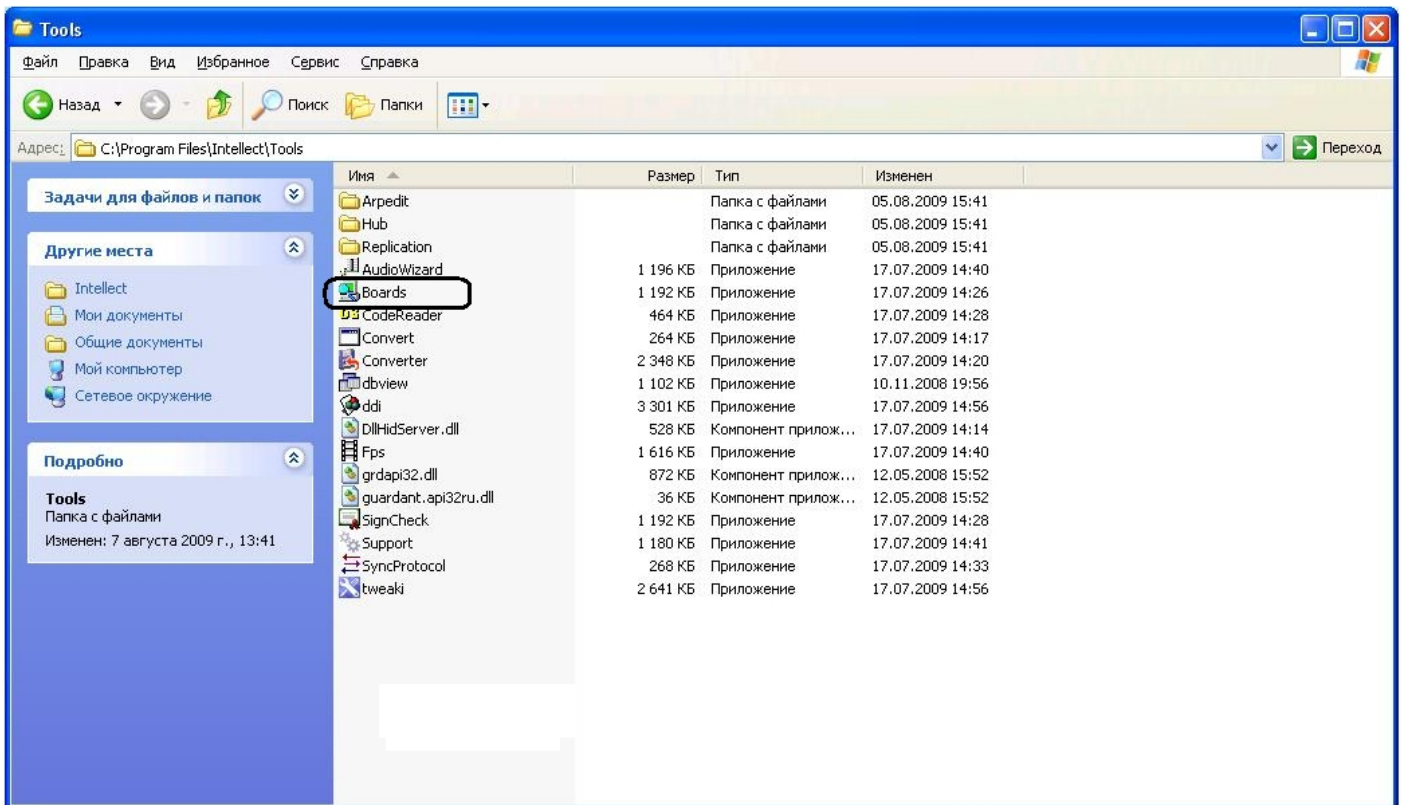 Tools
Файл Правка Вид Избранное Сервис Справка
Назад Поиск Папки
Адрес: C:\Program Files\Intellect\Tools Переход
Задачи для файлов и папок
Другие места
Intellect
Мои документы
Общие документы
Мой компьютер
Сетевое окружение
Подробно
Tools
Папка с файлами
Изменен: 7 августа 2009 г., 13:41
Имя Размер Тип Изменен
Arpedit Папка с файлами 05.08.2009 15:41
Hub Папка с файлами 05.08.2009 15:41
Replication Папка с файлами 05.08.2009 15:41
AudioWizard 1 196 КБ Приложение 17.07.2009 14:40
Boards 1 192 КБ Приложение 17.07.2009 14:26
CodeReader 464 КБ Приложение 17.07.2009 14:28
Convert 264 КБ Приложение 17.07.2009 14:17
Converter 2 348 КБ Приложение 17.07.2009 14:20
dbview 1 102 КБ Приложение 10.11.2008 19:56
ddi 3 301 КБ Приложение 17.07.2009 14:56
DllHidServer.dll 528 КБ Компонент прилож... 17.07.2009 14:14
Fps 1 616 КБ Приложение 17.07.2009 14:40
grdapi32.dll 872 КБ Компонент прилож... 12.05.2008 15:52
guardant.api32ru.dll 36 КБ Компонент прилож... 12.05.2008 15:52
SignCheck 1 192 КБ Приложение 17.07.2009 14:28
Support 1 180 КБ Приложение 17.07.2009 14:41
SyncProtocol 268 КБ Приложение 17.07.2009 14:33
tweaki 2 641 КБ Приложение 17.07.2009 14:56